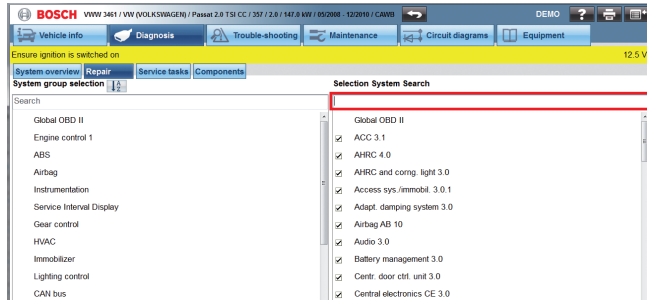 BOSCH VWW 3461 / VW (VOLKSWAGEN) / Passat 2.0 TSI CC / 357 / 2.0 / 147.0 kW / 05/2008 - 12/2010 / CAWB DEMO ?
Vehicle info Diagnosis Trouble-shooting Maintenance Circuit diagrams Equipment
Ensure ignition is switched on 12.5 V
System overview Repair Service tasks Components
System group selection A Z Selection System Search
Search
Global OBD II Global OBD II
Engine control 1 ACC 3.1
ABS AHRC 4.0
Airbag AHRC and corng. light 3.0
Instrumentation Access sys./immobil. 3.0.1
Service Interval Display Adapt. damping system 3.0
Gear control Airbag AB 10
HVAC Audio 3.0
Immobilizer Battery management 3.0
Lighting control Centr. door ctrl. unit 3.0
CAN bus Central electronics CE 3.0